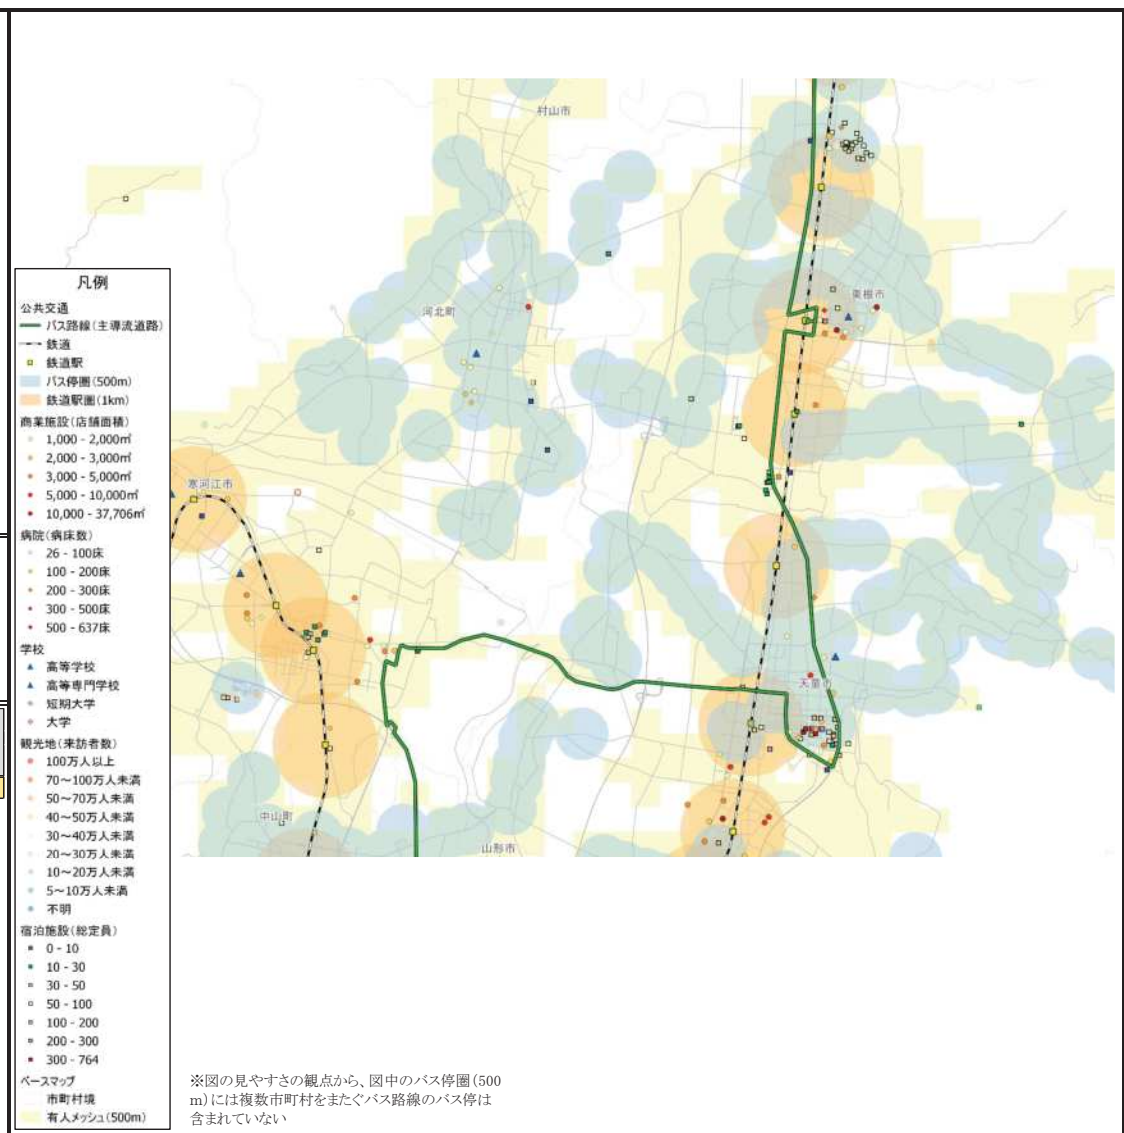 村山市
東根市
河北町
寒河江市
天童市
中山町
山形市
凡例
公共交通
バス路線(主導流道路)
鉄道
鉄道駅
バス停圏(500m)
鉄道駅圏(1km)
商業施設(店舗面積)
1,000 - 2,000㎡
2,000 - 3,000㎡
3,000 - 5,000㎡
5,000 - 10,000㎡
10,000 - 37,706㎡
病院(病床数)
26 - 100床
100 - 200床
200 - 300床
300 - 500床
500 - 637床
学校
高等学校
高等専門学校
短期大学
大学
観光地(来訪者数)
100万人以上
70～100万人未満
50～70万人未満
40～50万人未満
30～40万人未満
20～30万人未満
10～20万人未満
5～10万人未満
不明
宿泊施設(総定員)
0 - 10
10 - 30
30 - 50
50 - 100
100 - 200
200 - 300
300 - 764
ベースマップ
市町村境
有人メッシュ(500m)
※図の見やすさの観点から、図中のバス停圏(500
m)には複数市町村をまたぐバス路線のバス停は
含まれていない